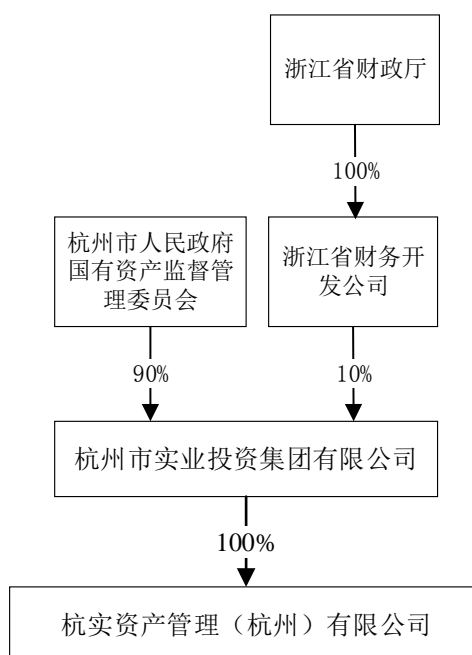 浙江省财政厅
100%
杭州市人民政府
国有资产监督管
理委员会
浙江省财务开
发公司
90%
10%
杭州市实业投资集团有限公司
100%
杭实资产管理（杭州）有限公司